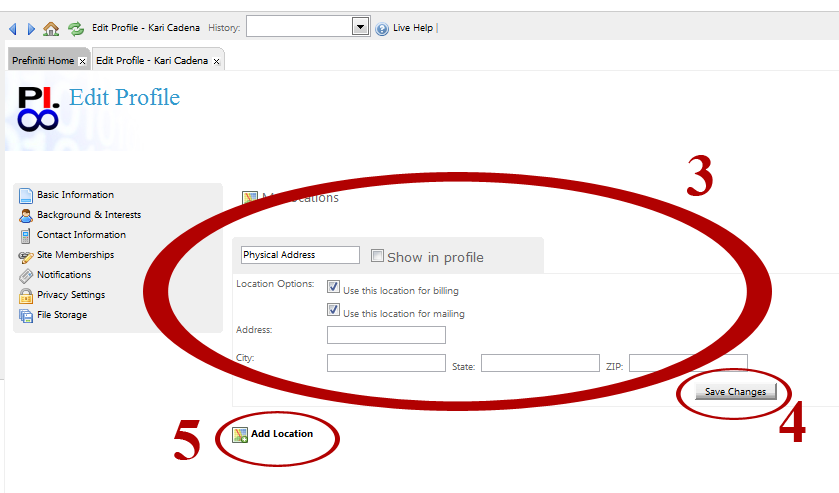 Edit Profile - Kari Cadena History: Live Help |
Prefiniti Home x Edit Profile - Kari Cadena x
PI. Edit Profile
3
Basic Information
Background & Interests
Contact Information
Site Memberships
Notifications
Privacy Settings
File Storage
Physical Address Show in profile
Location Options: Use this location for billing
Use this location for mailing
Address:
City: State: ZIP:
Save Changes
4
5 Add Location